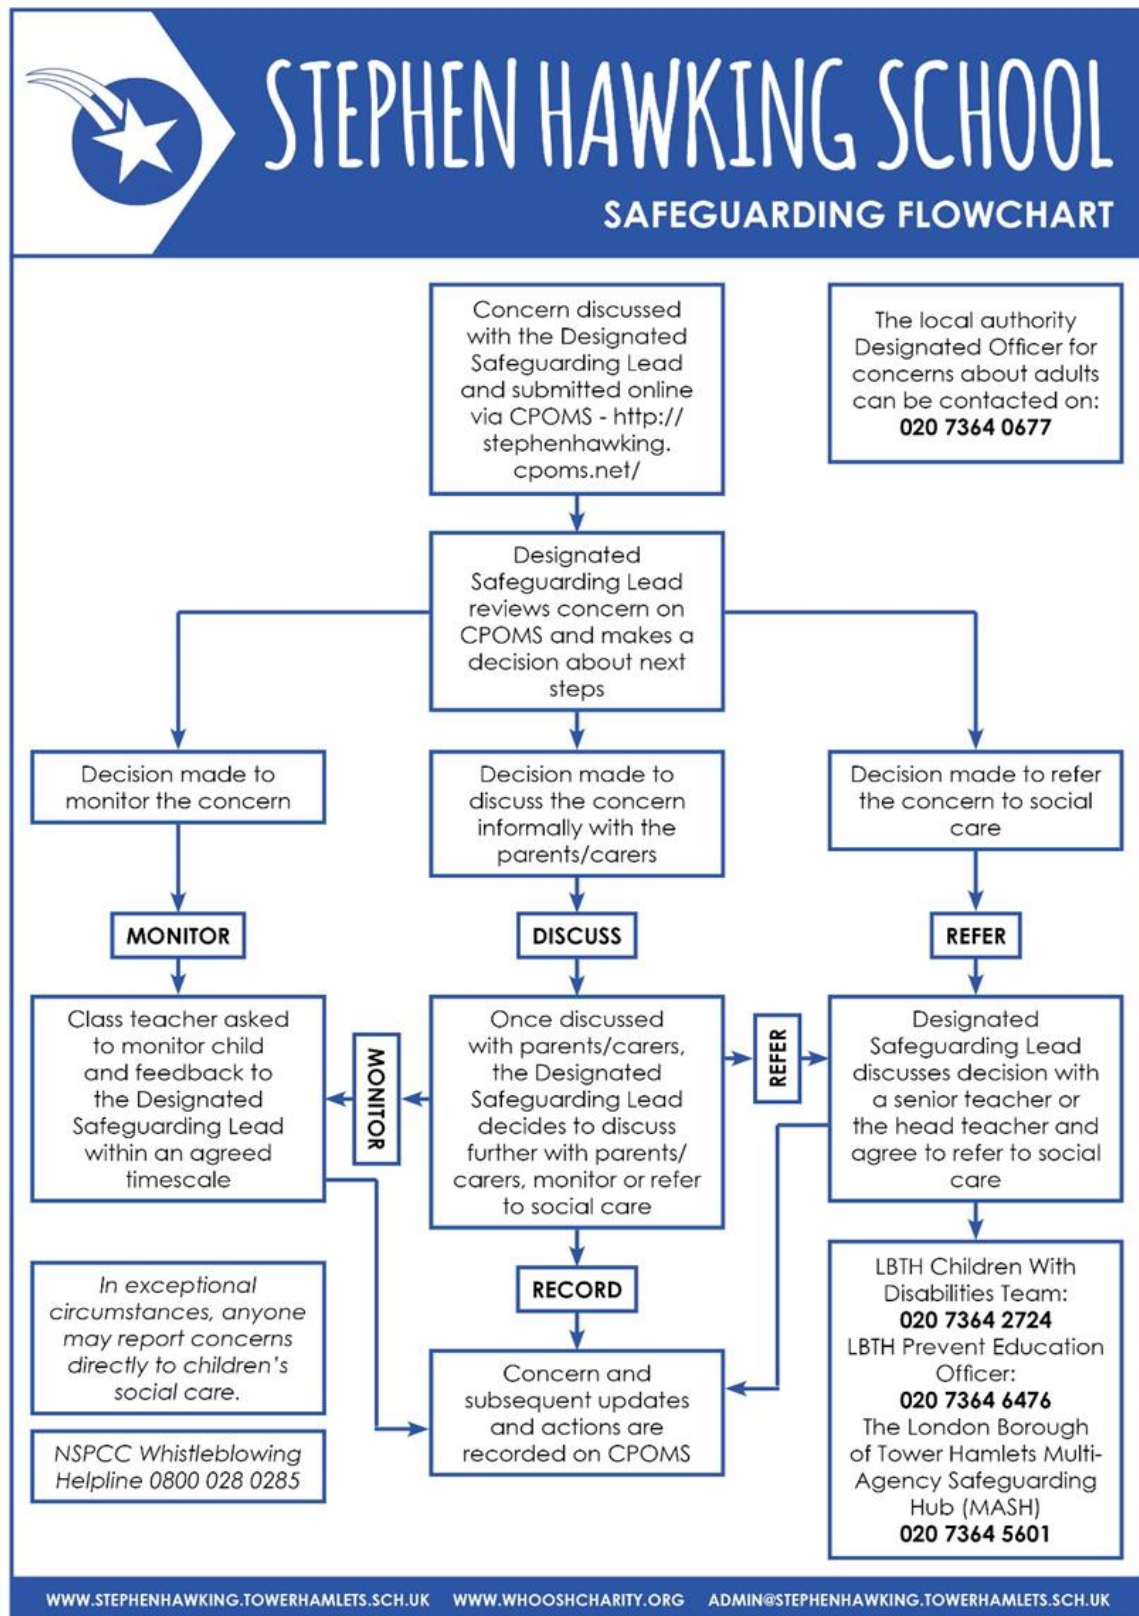 STEPHEN HAWKING SCHOOL
SAFEGUARDING FLOWCHART
Concern discussed
with the Designated
Safeguarding Lead
and submitted online
via CPOMS - http://
stephenhawking.
cpoms.net/
The local authority
Designated Officer for
concerns about adults
can be contacted on:
020 7364 0677
Designated
Safeguarding Lead
reviews concern on
CPOMS and makes a
decision about next
steps
Decision made to
monitor the concern
Decision made to
discuss the concern
informally with the
parents/carers
Decision made to refer
the concern to social
care
MONITOR
DISCUSS
REFER
Class teacher asked
to monitor child
and feedback to
the Designated
Safeguarding Lead
within an agreed
timescale
MONITOR
Once discussed
with parents/carers,
the Designated
Safeguarding Lead
decides to discuss
further with parents/
carers, monitor or refer
to social care
REFER
Designated
Safeguarding Lead
discusses decision with
a senior teacher or
the head teacher and
agree to refer to social
care
In exceptional
circumstances, anyone
may report concerns
directly to children's
social care.
NSPCC Whistleblowing
Helpline 0800 028 0285
RECORD
Concern and
subsequent updates
and actions are
recorded on CPOMS
LBTH Children With
Disabilities Team:
020 7364 2724
LBTH Prevent Education
Officer:
020 7364 6476
The London Borough
of Tower Hamlets Multi-
Agency Safeguarding
Hub (MASH)
020 7364 5601
WWW.STEPHENHAWKING.TOWERHAMLETS.SCH.UK WWW.WHOOSHCHARITY.ORG ADMIN@STEPHENHAWKING.TOWERHAMLETS.SCH.UK